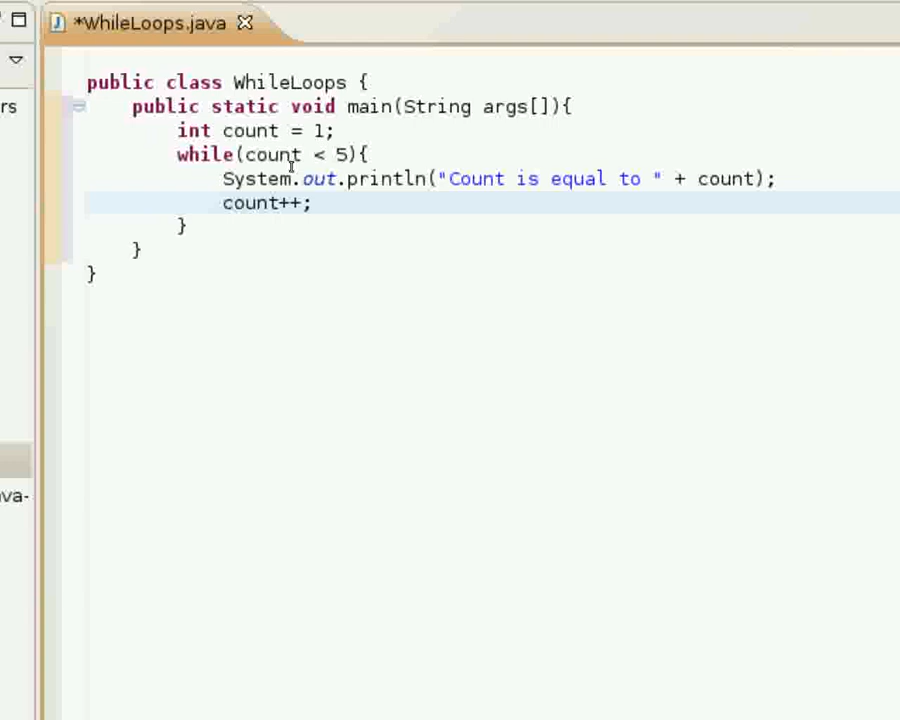 *WhileLoops.java
rs
public class WhileLoops {
public static void main(String args[]){
int count = 1;
while(count < 5){
System.out.println("Count is equal to " + count);
count++;
}
}
}
ava-